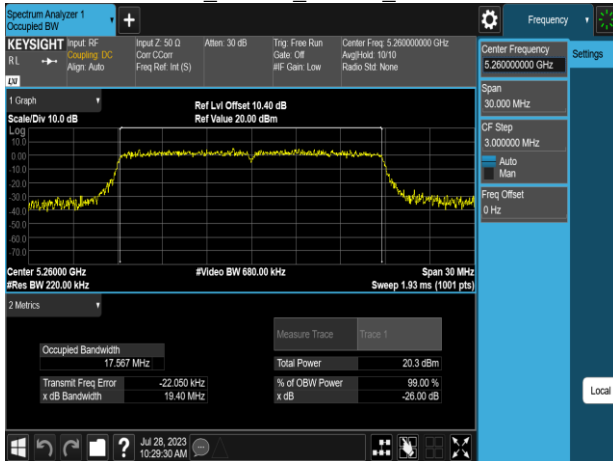 Spectrum Analyzer 1
Occupied BW
Frequency
KEYSIGHT Input: RF
RL Coupling: DC
Align: Auto
Input Z: 50 Ω
Corr CCorr
Freq Ref: Int (S)
Atten: 30 dB
Trig: Free Run
Gate: Off
#IF Gain: Low
Center Freq: 5.260000000 GHz
Avg|Hold: 10/10
Radio Std: None
LXI
Center Frequency
5.260000000 GHz
Settings
Span
30.000 MHz
CF Step
3.000000 MHz
Auto
Man
Freq Offset
0 Hz
Local
1 Graph
Scale/Div 10.0 dB
Ref Lvl Offset 10.40 dB
Ref Value 20.00 dBm
Log
10.0
0.00
-10.0
-20.0
-30.0
-40.0
-50.0
-60.0
-70.0
Center 5.26000 GHz
#Res BW 220.00 kHz
#Video BW 680.00 kHz
Span 30 MHz
Sweep 1.93 ms (1001 pts)
2 Metrics
Measure Trace Trace 1
Occupied Bandwidth
17.567 MHz
Total Power 20.3 dBm
Transmit Freq Error -22.050 kHz
% of OBW Power 99.00 %
x dB Bandwidth 19.40 MHz
x dB -26.00 dB
?
Jul 28, 2023
10:29:30 AM